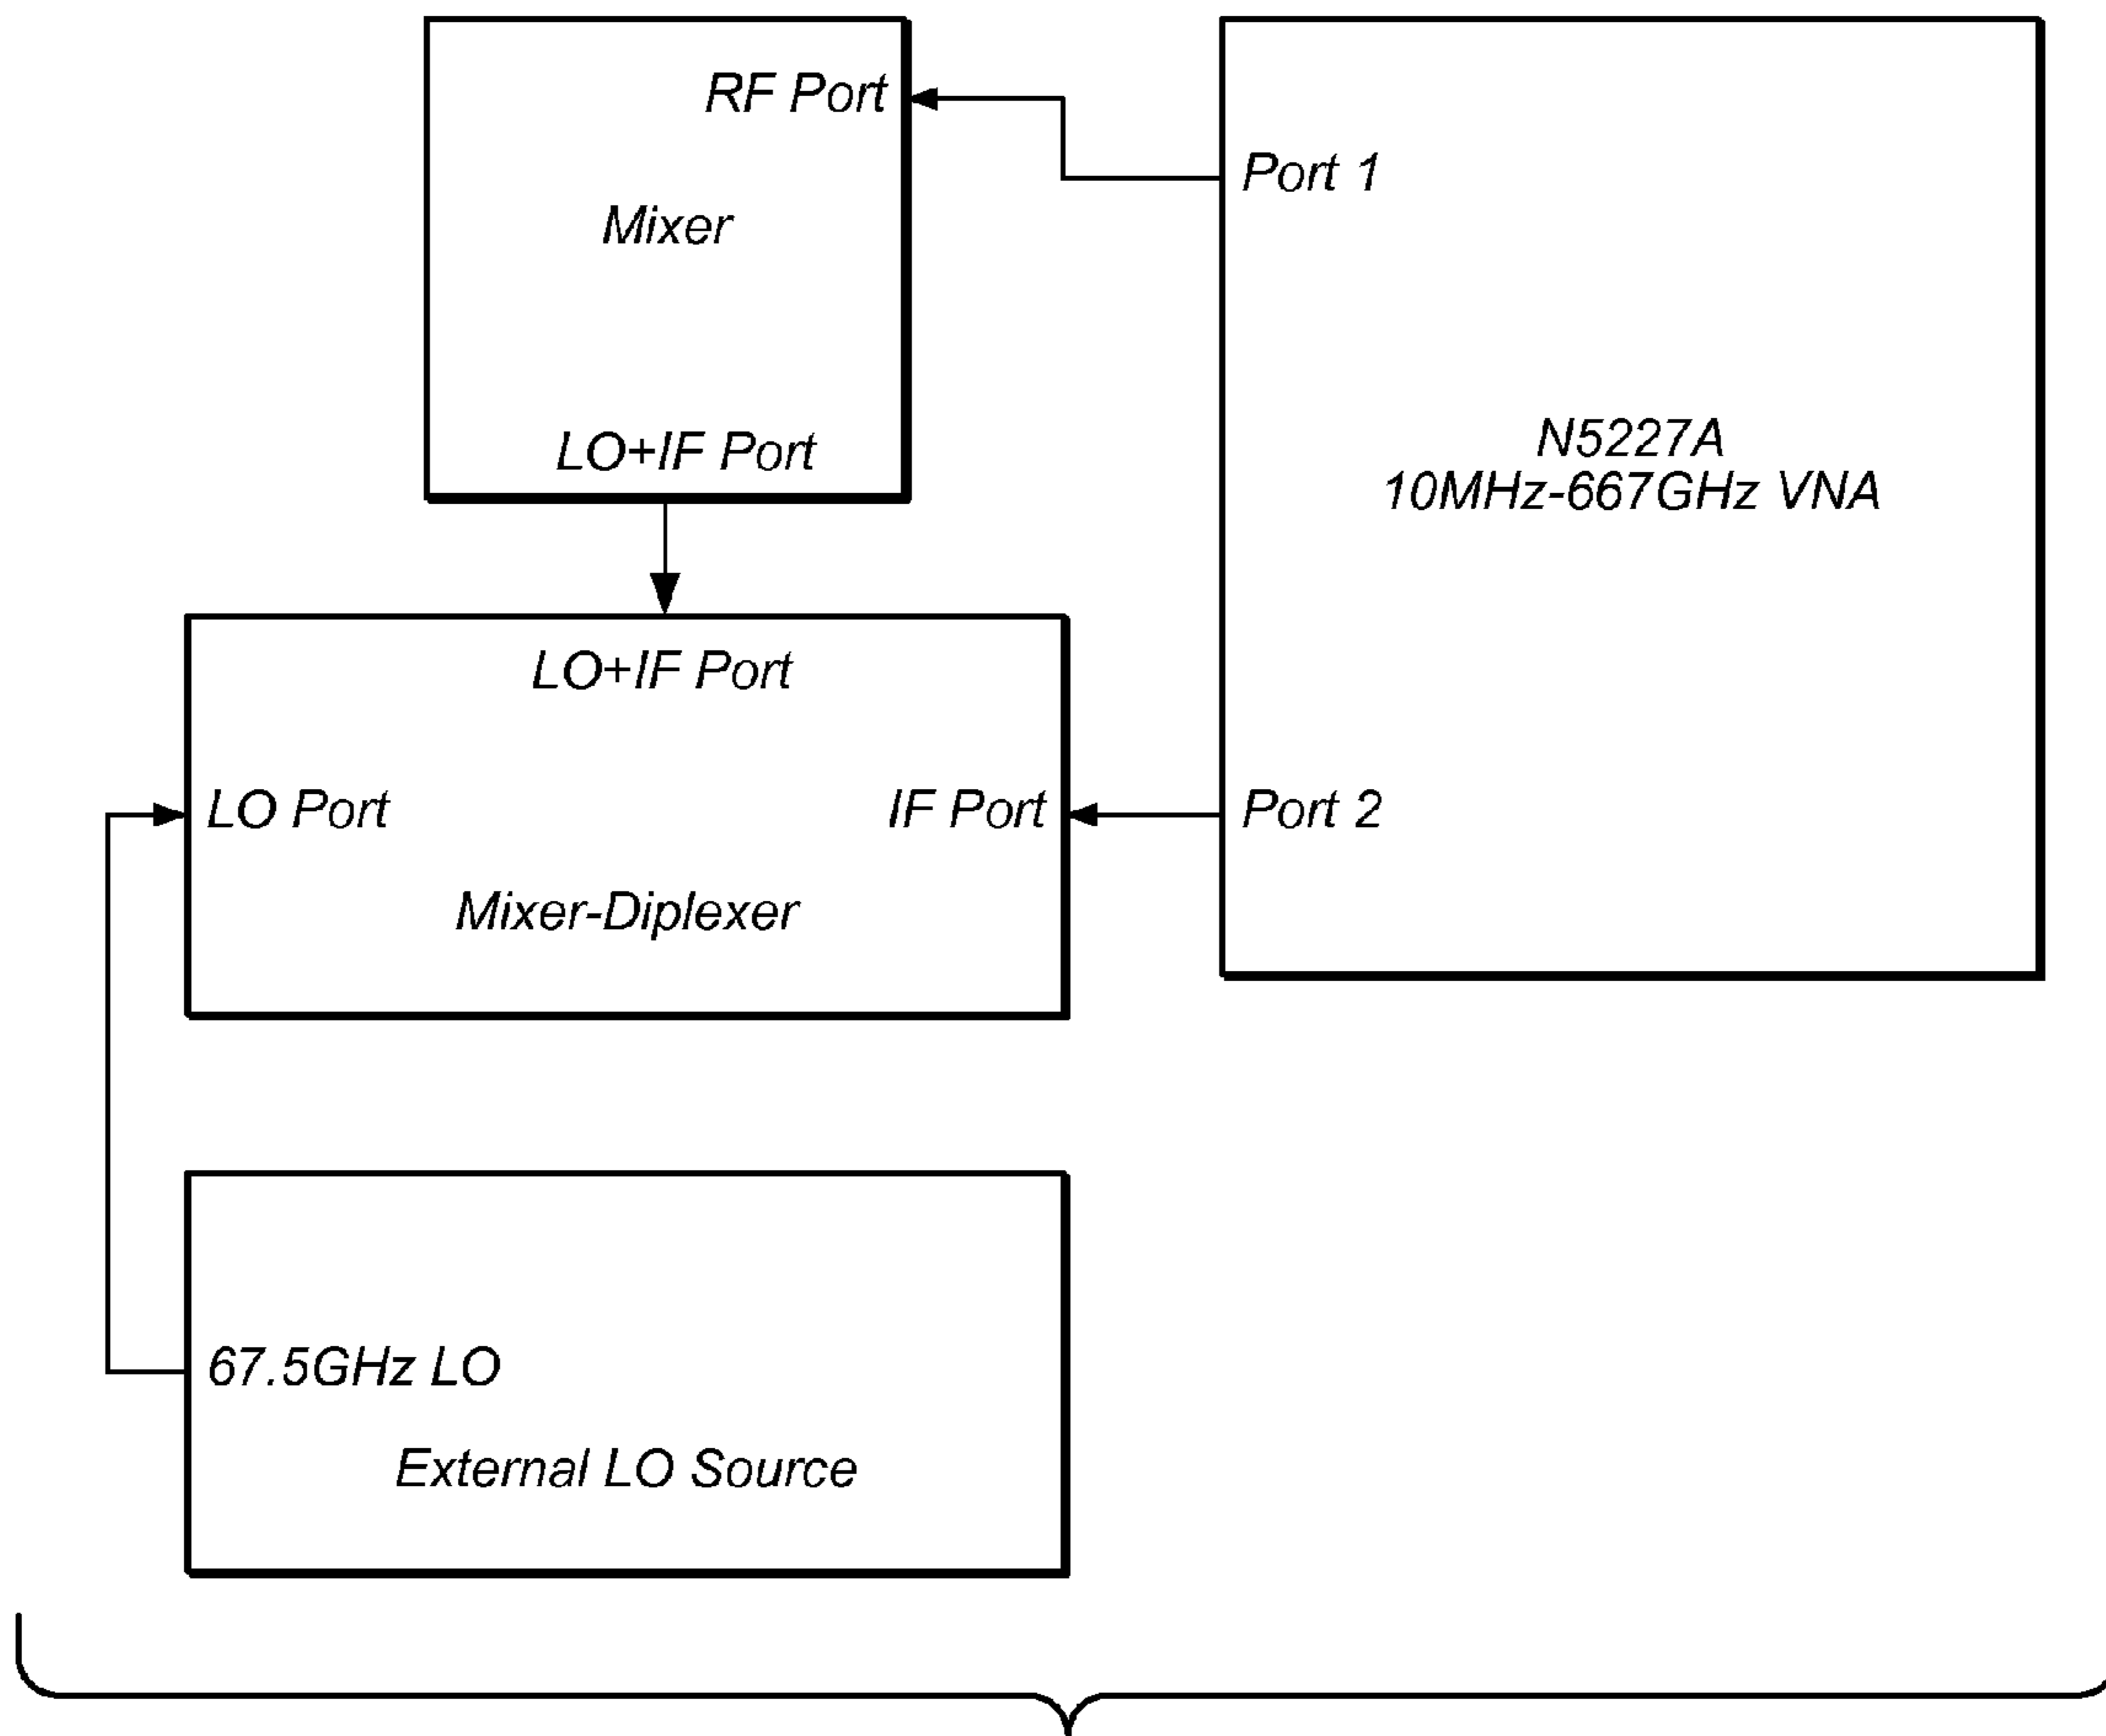 RF Port
Port 1
Mixer
N5227A
10MHz-667GHz VNA
LO+IF Port
LO+IF Port
LO Port
IF Port
Port 2
Mixer-Diplexer
67.5GHz LO
External LO Source